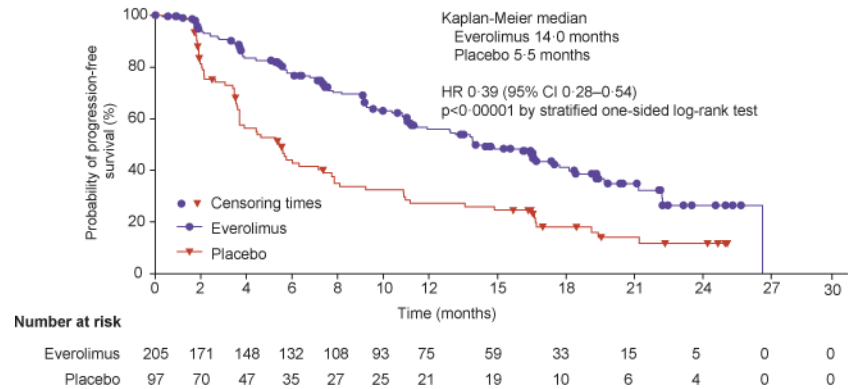 Kaplan-Meier median
Everolimus 14·0 months
Placebo 5·5 months
HR 0·39 (95% CI 0·28–0·54)
p<0·00001 by stratified one-sided log-rank test
Probability of progression-free
survival (%)
100
80
60
40
20
0
Censoring times
Everolimus
Placebo
0 2 4 6 8 10 12 15 18 21 24 27 30
Time (months)
Number at risk
Everolimus 205 171 148 132 108 93 75 59 33 15 5 0 0
Placebo 97 70 47 35 27 25 21 19 10 6 4 0 0